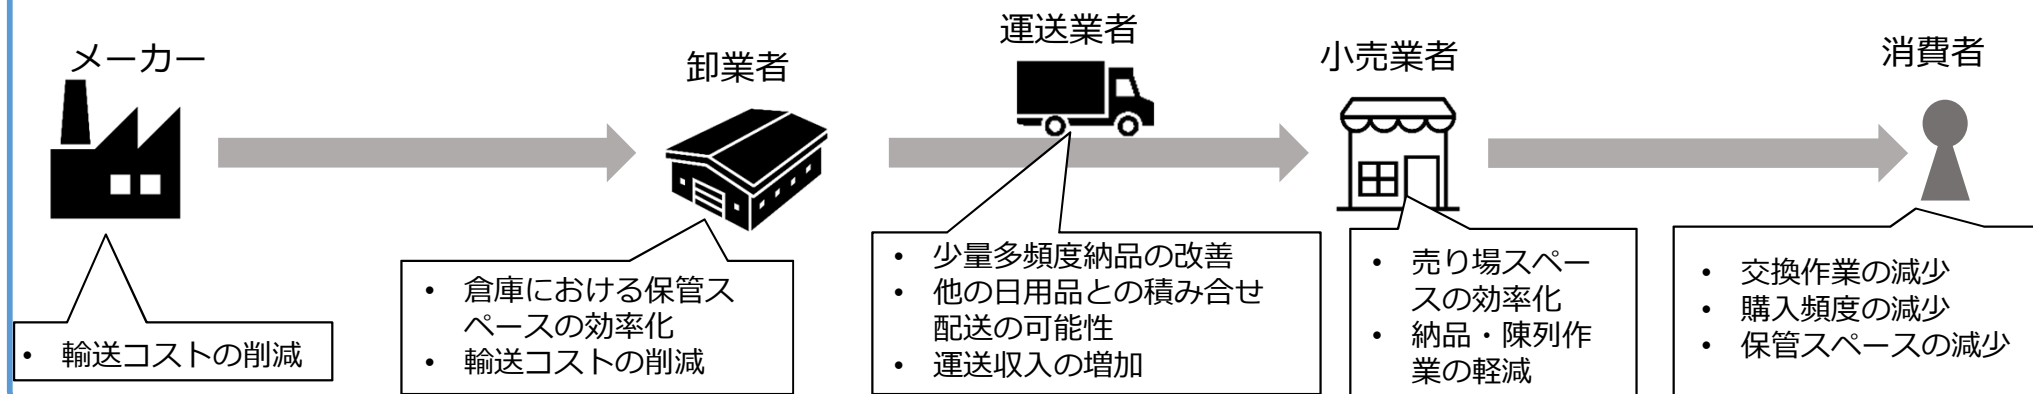 メーカー
卸業者
運送業者
小売業者
消費者
• 輸送コストの削減
• 倉庫における保管ス
ペースの効率化
• 輸送コストの削減
• 少量多頻度納品の改善
• 他の日用品との積み合せ
配送の可能性
• 運送収入の増加
• 売り場スペー
スの効率化
• 納品・陳列作
業の軽減
• 交換作業の減少
• 購入頻度の減少
• 保管スペースの減少